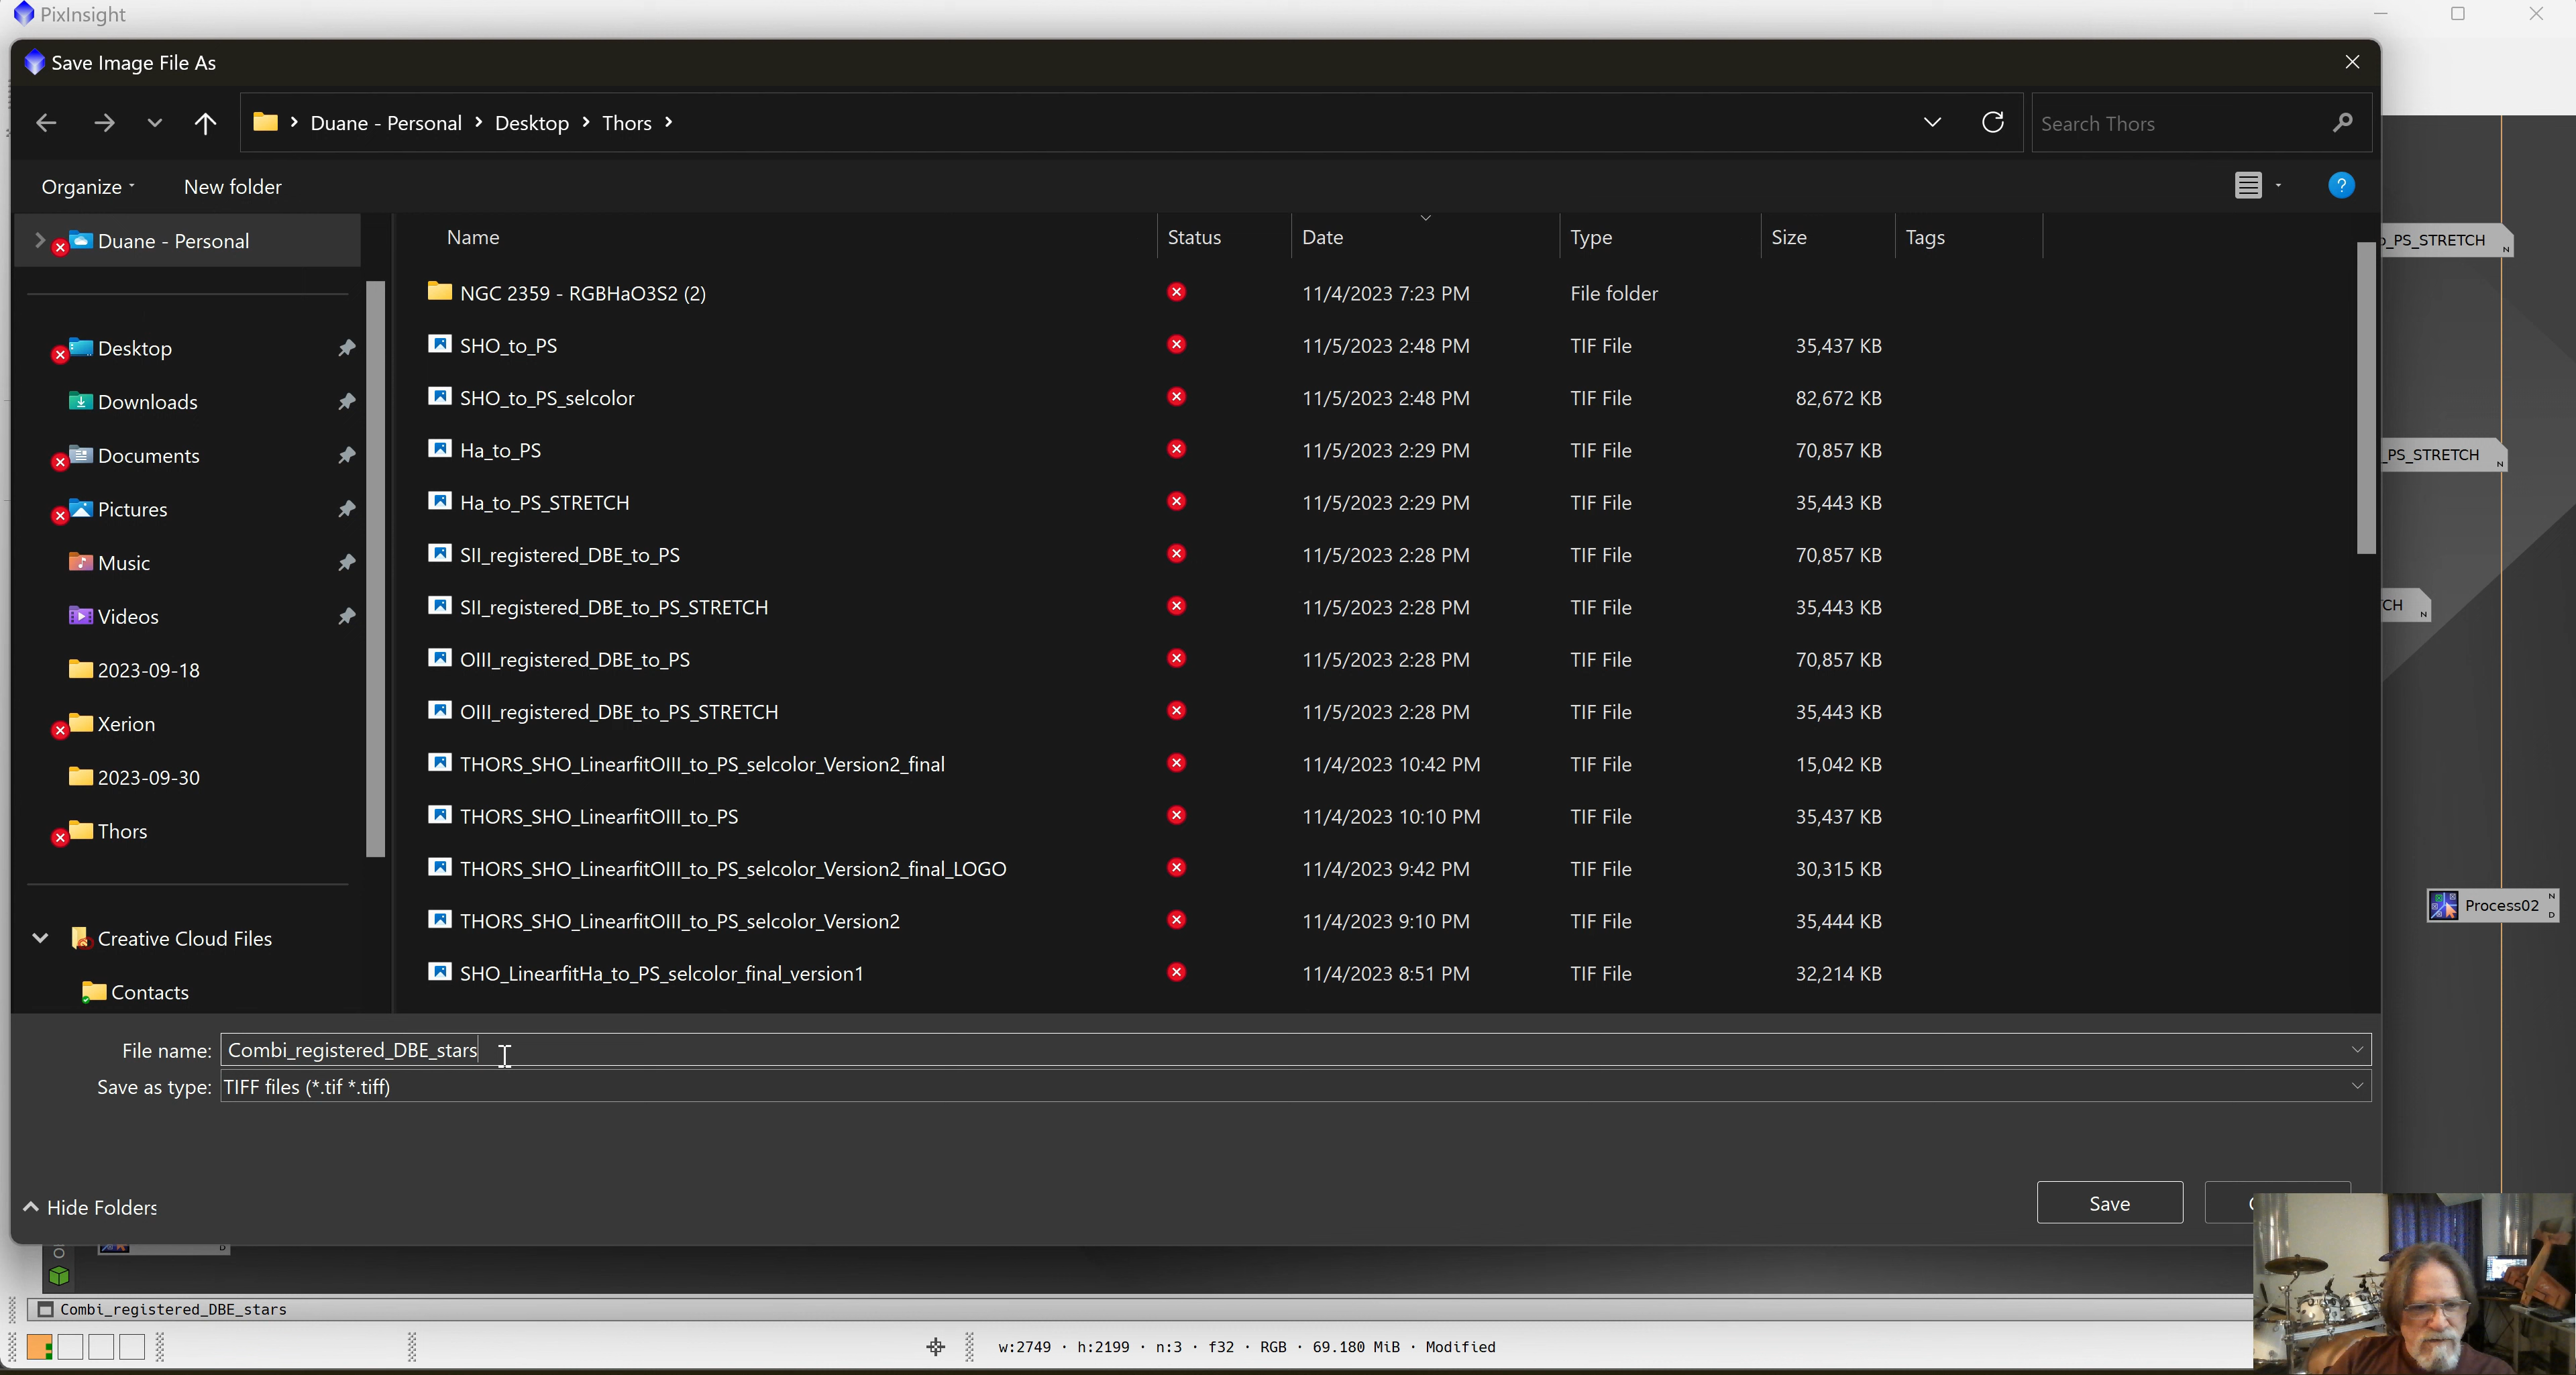 PixInsight
Save Image File As
Duane - Personal > Desktop > Thors >
Search Thors
Organize
New folder
Duane - Personal
Desktop
Downloads
Documents
Pictures
Music
Videos
2023-09-18
Xerion
2023-09-30
Thors
Creative Cloud Files
Contacts
Name Status Date Type Size Tags
NGC 2359 - RGBHaO3S2 (2) 11/4/2023 7:23 PM File folder
SHO_to_PS 11/5/2023 2:48 PM TIF File 35,437 KB
SHO_to_PS_selcolor 11/5/2023 2:48 PM TIF File 82,672 KB
Ha_to_PS 11/5/2023 2:29 PM TIF File 70,857 KB
Ha_to_PS_STRETCH 11/5/2023 2:29 PM TIF File 35,443 KB
SII_registered_DBE_to_PS 11/5/2023 2:28 PM TIF File 70,857 KB
SII_registered_DBE_to_PS_STRETCH 11/5/2023 2:28 PM TIF File 35,443 KB
OIII_registered_DBE_to_PS 11/5/2023 2:28 PM TIF File 70,857 KB
OIII_registered_DBE_to_PS_STRETCH 11/5/2023 2:28 PM TIF File 35,443 KB
THORS_SHO_LinearfitOIII_to_PS_selcolor_Version2_final 11/4/2023 10:42 PM TIF File 15,042 KB
THORS_SHO_LinearfitOIII_to_PS 11/4/2023 10:10 PM TIF File 35,437 KB
THORS_SHO_LinearfitOIII_to_PS_selcolor_Version2_final_LOGO 11/4/2023 9:42 PM TIF File 30,315 KB
THORS_SHO_LinearfitOIII_to_PS_selcolor_Version2 11/4/2023 9:10 PM TIF File 35,444 KB
SHO_LinearfitHa_to_PS_selcolor_final_version1 11/4/2023 8:51 PM TIF File 32,214 KB
_PS_STRETCH N
_PS_STRETCH N
CH N
Process02 N D
File name: Combi_registered_DBE_stars
Save as type: TIFF files (*.tif *.tiff)
Hide Folders
Save
D
Combi_registered_DBE_stars
w:2749 · h:2199 · n:3 · f32 · RGB · 69.180 MiB · Modified